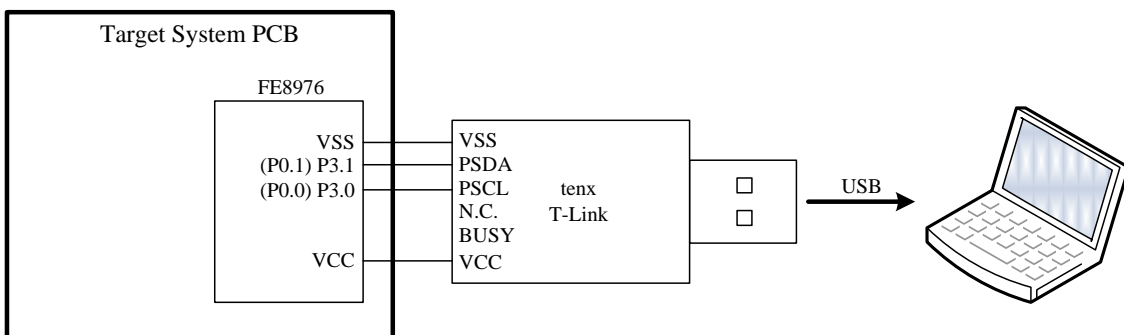 Target System PCB
FE8976
VSS
(P0.1) P3.1
(P0.0) P3.0
VCC
VSS
PSDA
PSCL
N.C.
BUSY
VCC
tenx
T-Link
USB